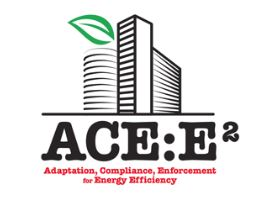 ACE:E²
Adaptation, Compliance, Enforcement
for Energy Efficiency